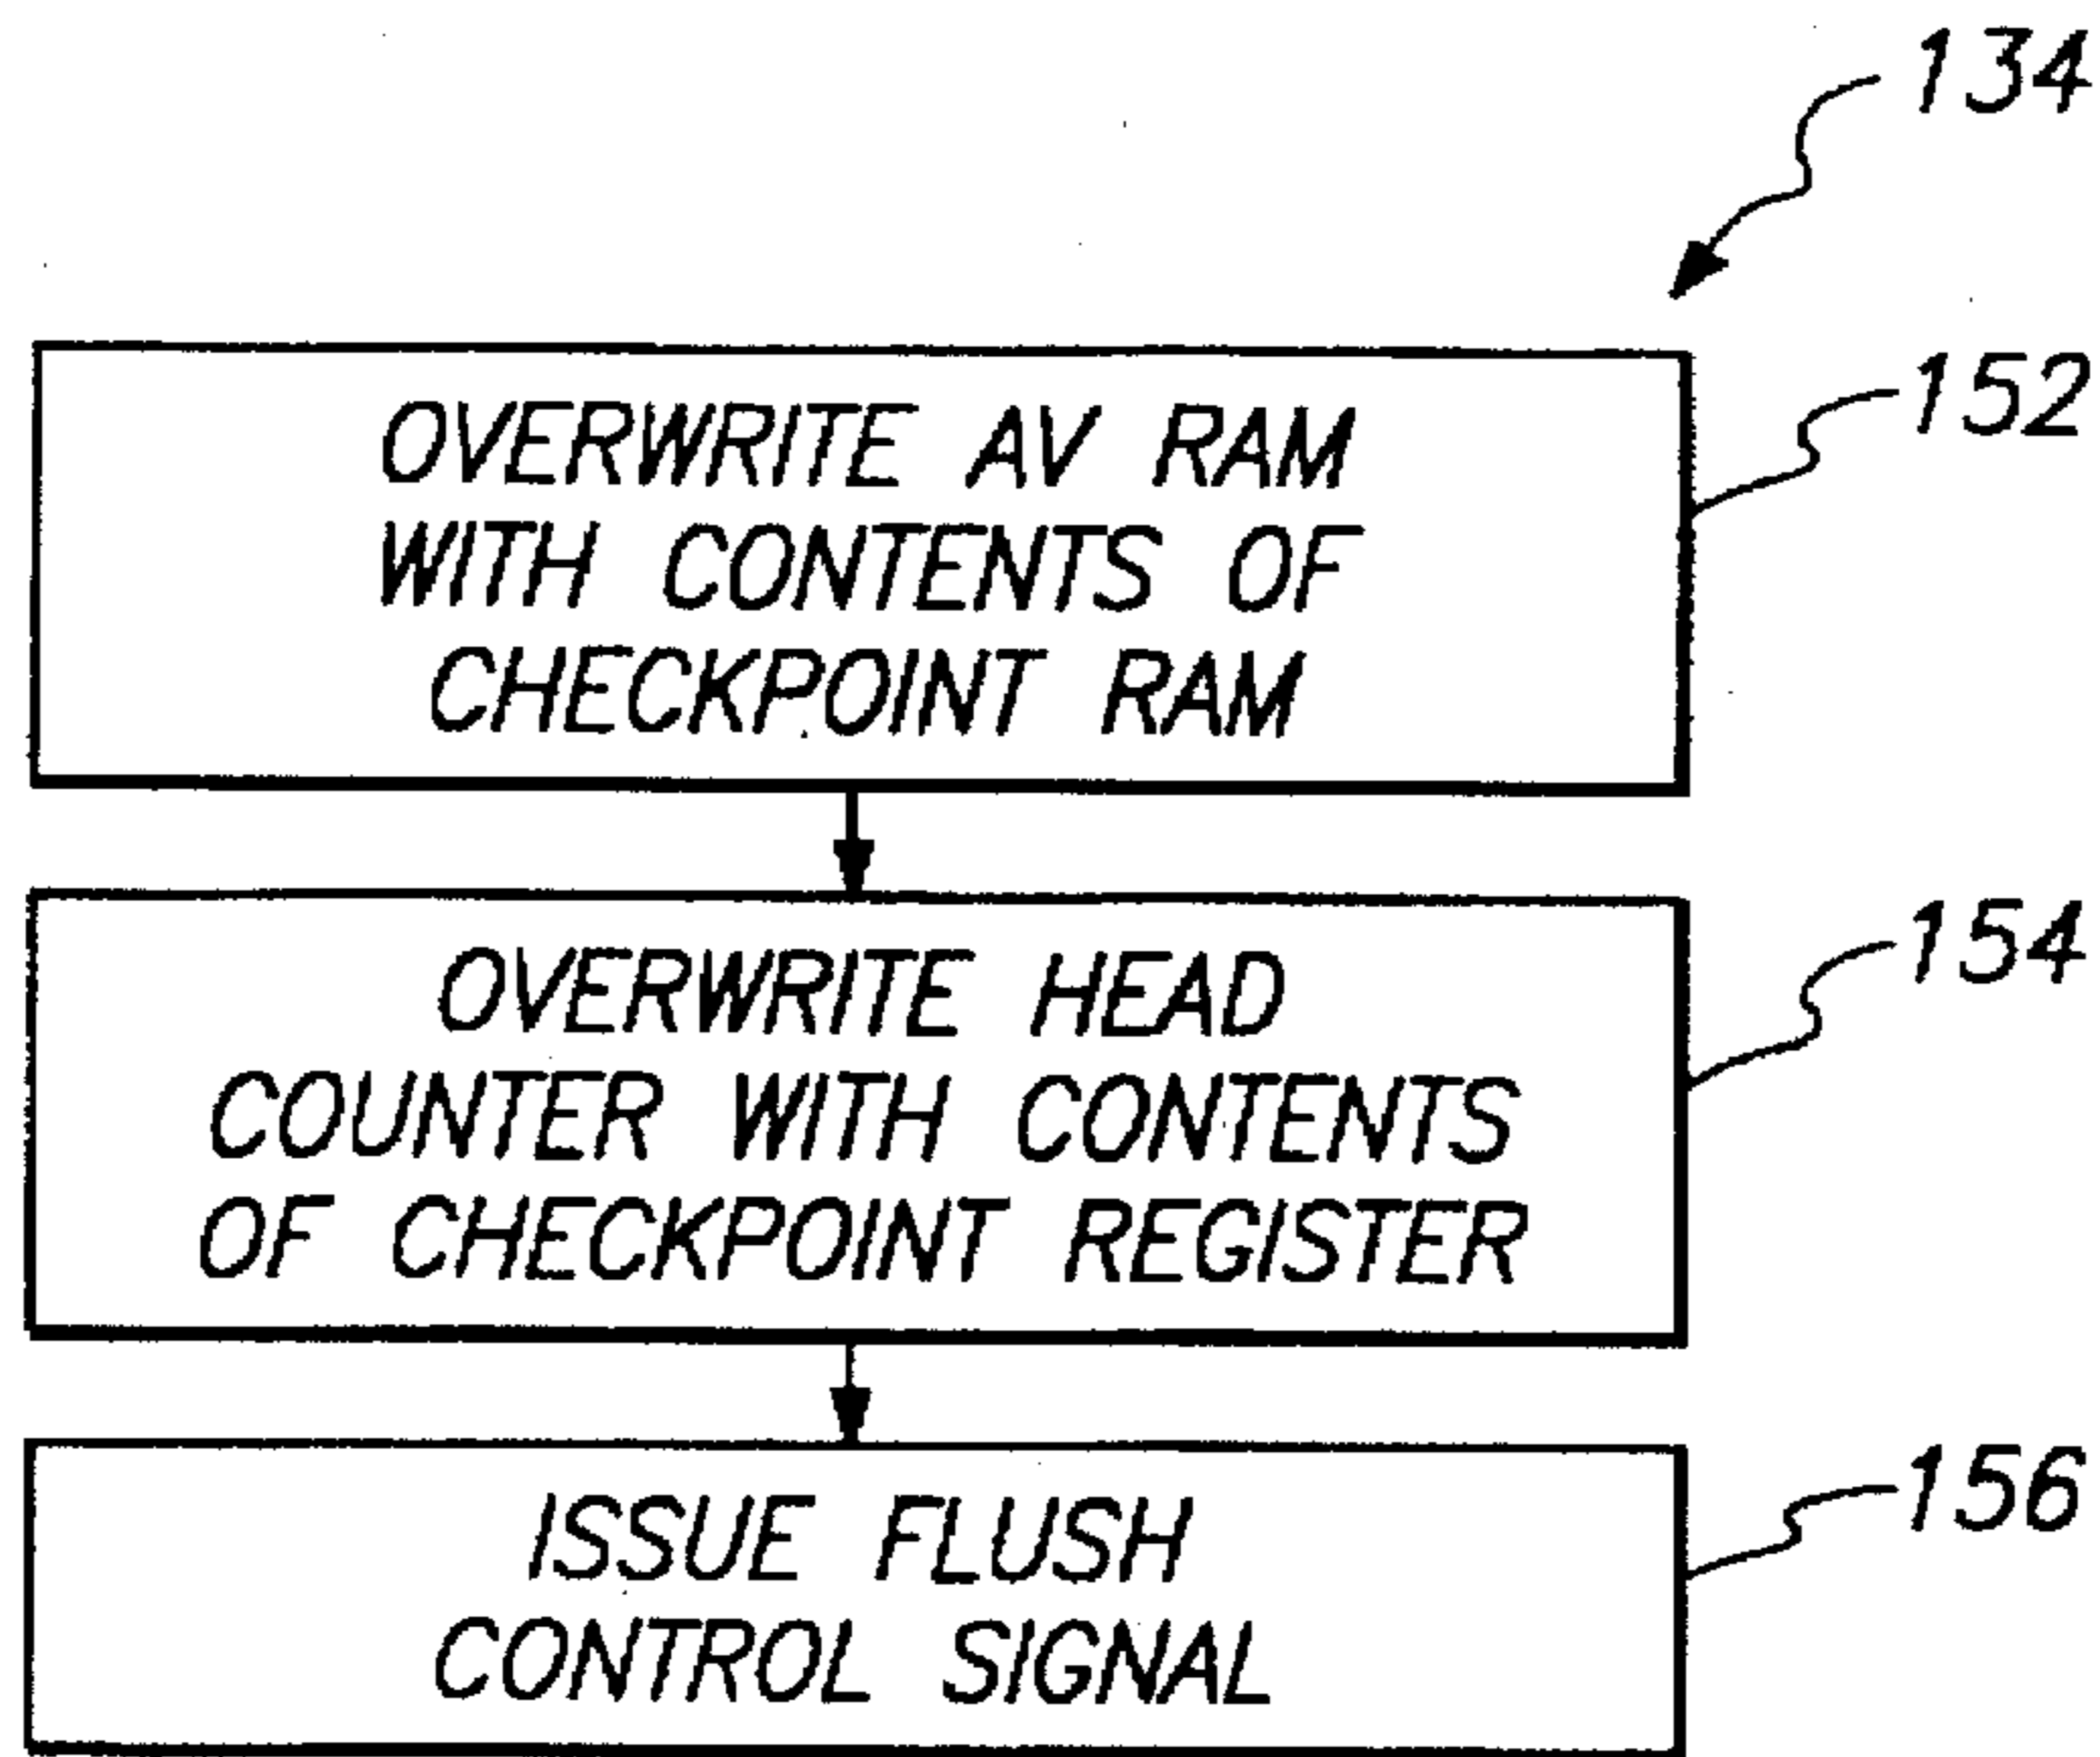 134
OVERWRITE AV RAM
WITH CONTENTS OF
CHECKPOINT RAM
152
OVERWRITE HEAD
COUNTER WITH CONTENTS
OF CHECKPOINT REGISTER
154
ISSUE FLUSH
CONTROL SIGNAL
156